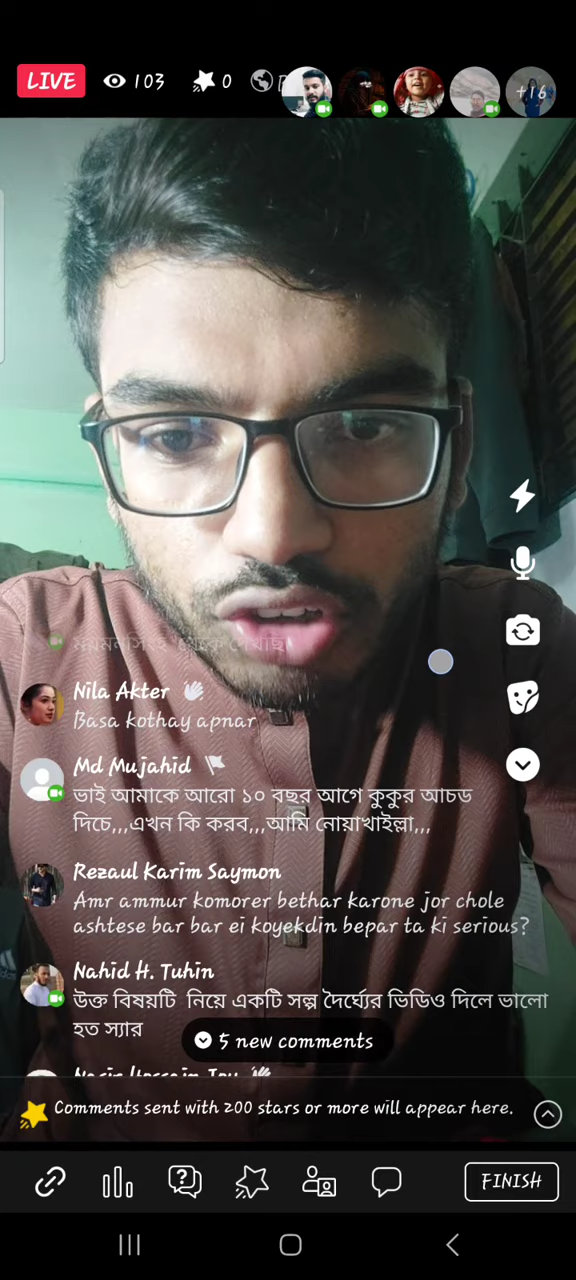 LIVE 103 0
+16
ময়মনসিংহ থেকে দেখছি
Nila Akter
Basa kothay apnar
Md Mujahid
ভাই আমাকে আরো ১০ বছর আগে কুকুর আচড
দিচে,,,এখন কি করব,,,আমি নোয়াখাইল্লা,,,
Rezaul Karim Saymon
Amr ammur komorer bethar karone jor chole
ashtese bar bar ei koyekdin bepar ta ki serious?
Nahid H. Tuhin
উক্ত বিষয়টি নিয়ে একটি সল্প দৈর্ঘ্যের ভিডিও দিলে ভালো
হত স্যার
5 new comments
Comments sent with 200 stars or more will appear here.
FINISH